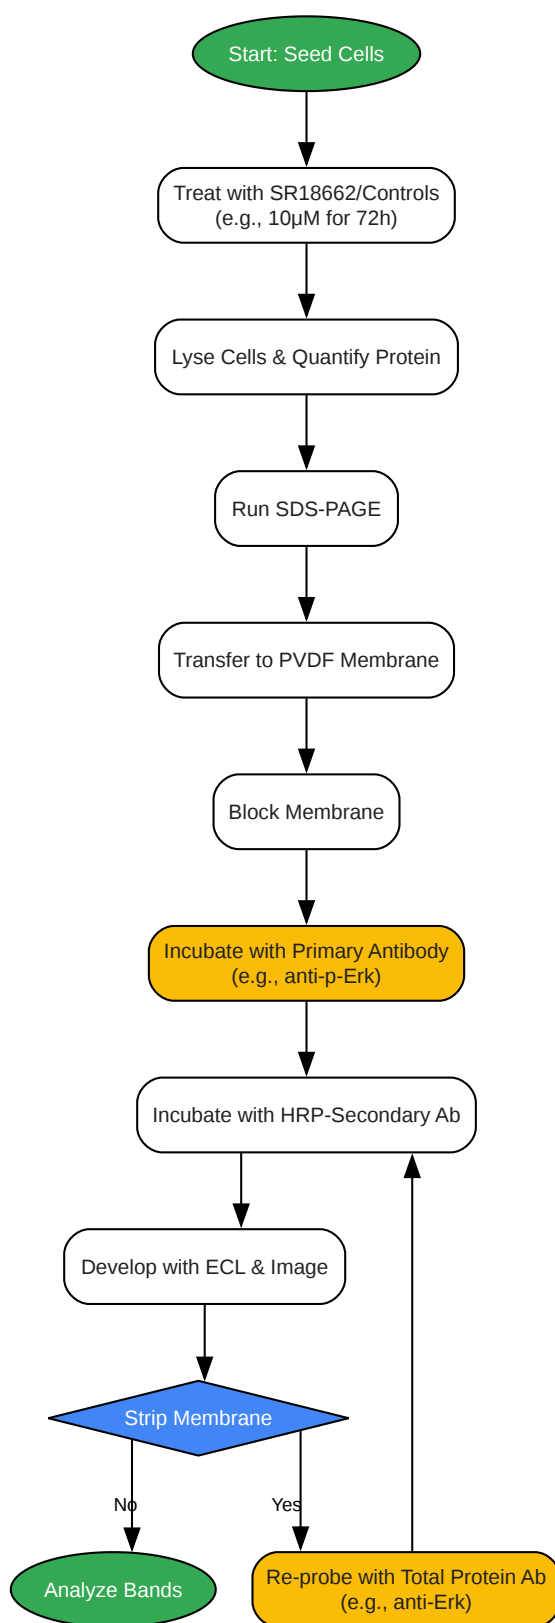 Start: Seed Cells
Treat with SR18662/Controls
(e.g., 10μM for 72h)
Lyse Cells & Quantify Protein
Run SDS-PAGE
Transfer to PVDF Membrane
Block Membrane
Incubate with Primary Antibody
(e.g., anti-p-Erk)
Incubate with HRP-Secondary Ab
Develop with ECL & Image
Strip Membrane
No
Yes
Analyze Bands
Re-probe with Total Protein Ab
(e.g., anti-Erk)